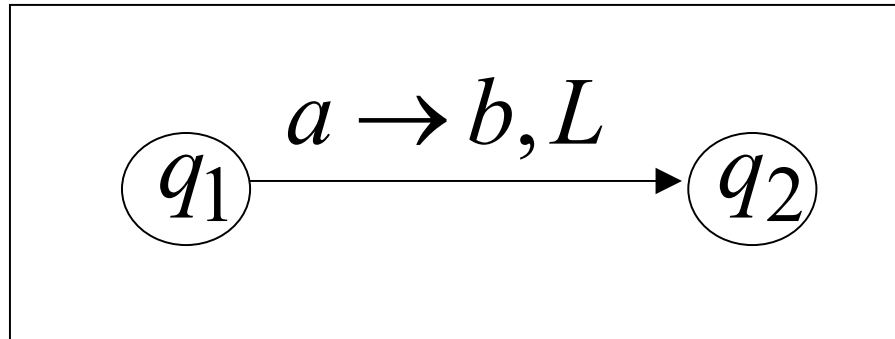 a → b, L
q₁ q₂